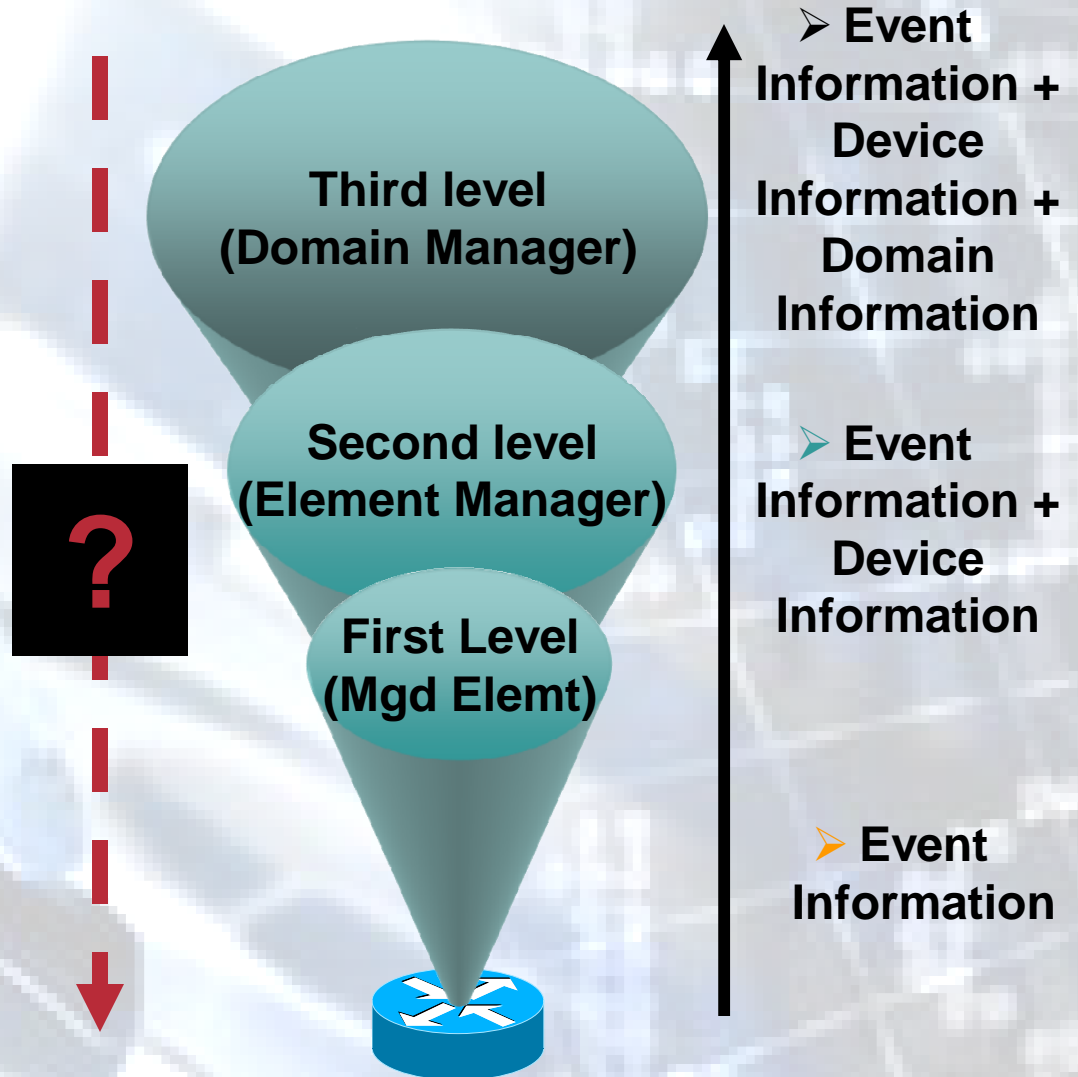 Third level
(Domain Manager)
Second level
(Element Manager)
First Level
(Mgd Elemt)
?
➢ Event
Information +
Device
Information +
Domain
Information
➢ Event
Information +
Device
Information
➢ Event
Information